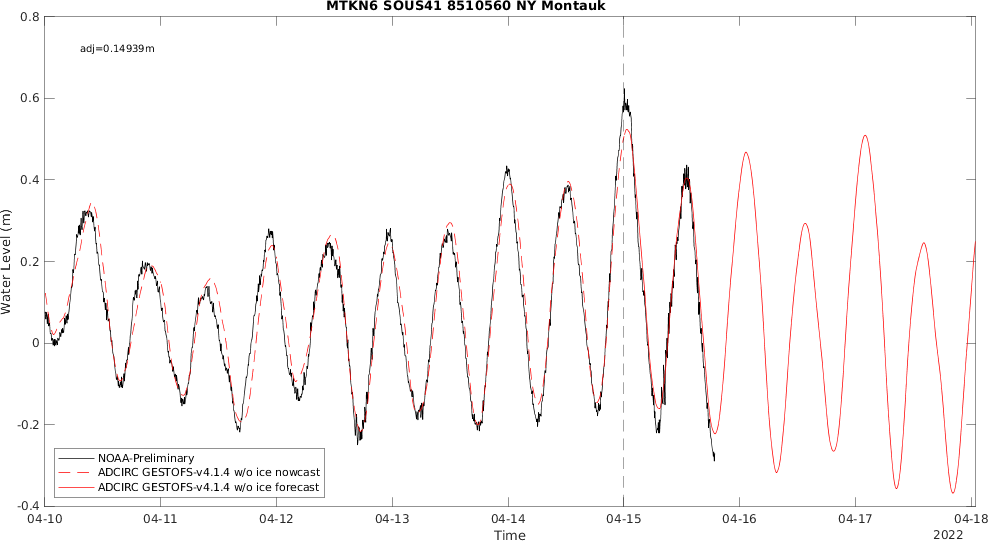 MTKN6 SOUS41 8510560 NY Montauk
0.8
adj=0.14939m
0.6
0.4
0.2
0
-0.2
-0.4
Water Level (m)
NOAA-Preliminary
ADCIRC GESTOFS-v4.1.4 w/o ice nowcast
ADCIRC GESTOFS-v4.1.4 w/o ice forecast
04-10 04-11 04-12 04-13 04-14 04-15 04-16 04-17 04-18
Time
2022